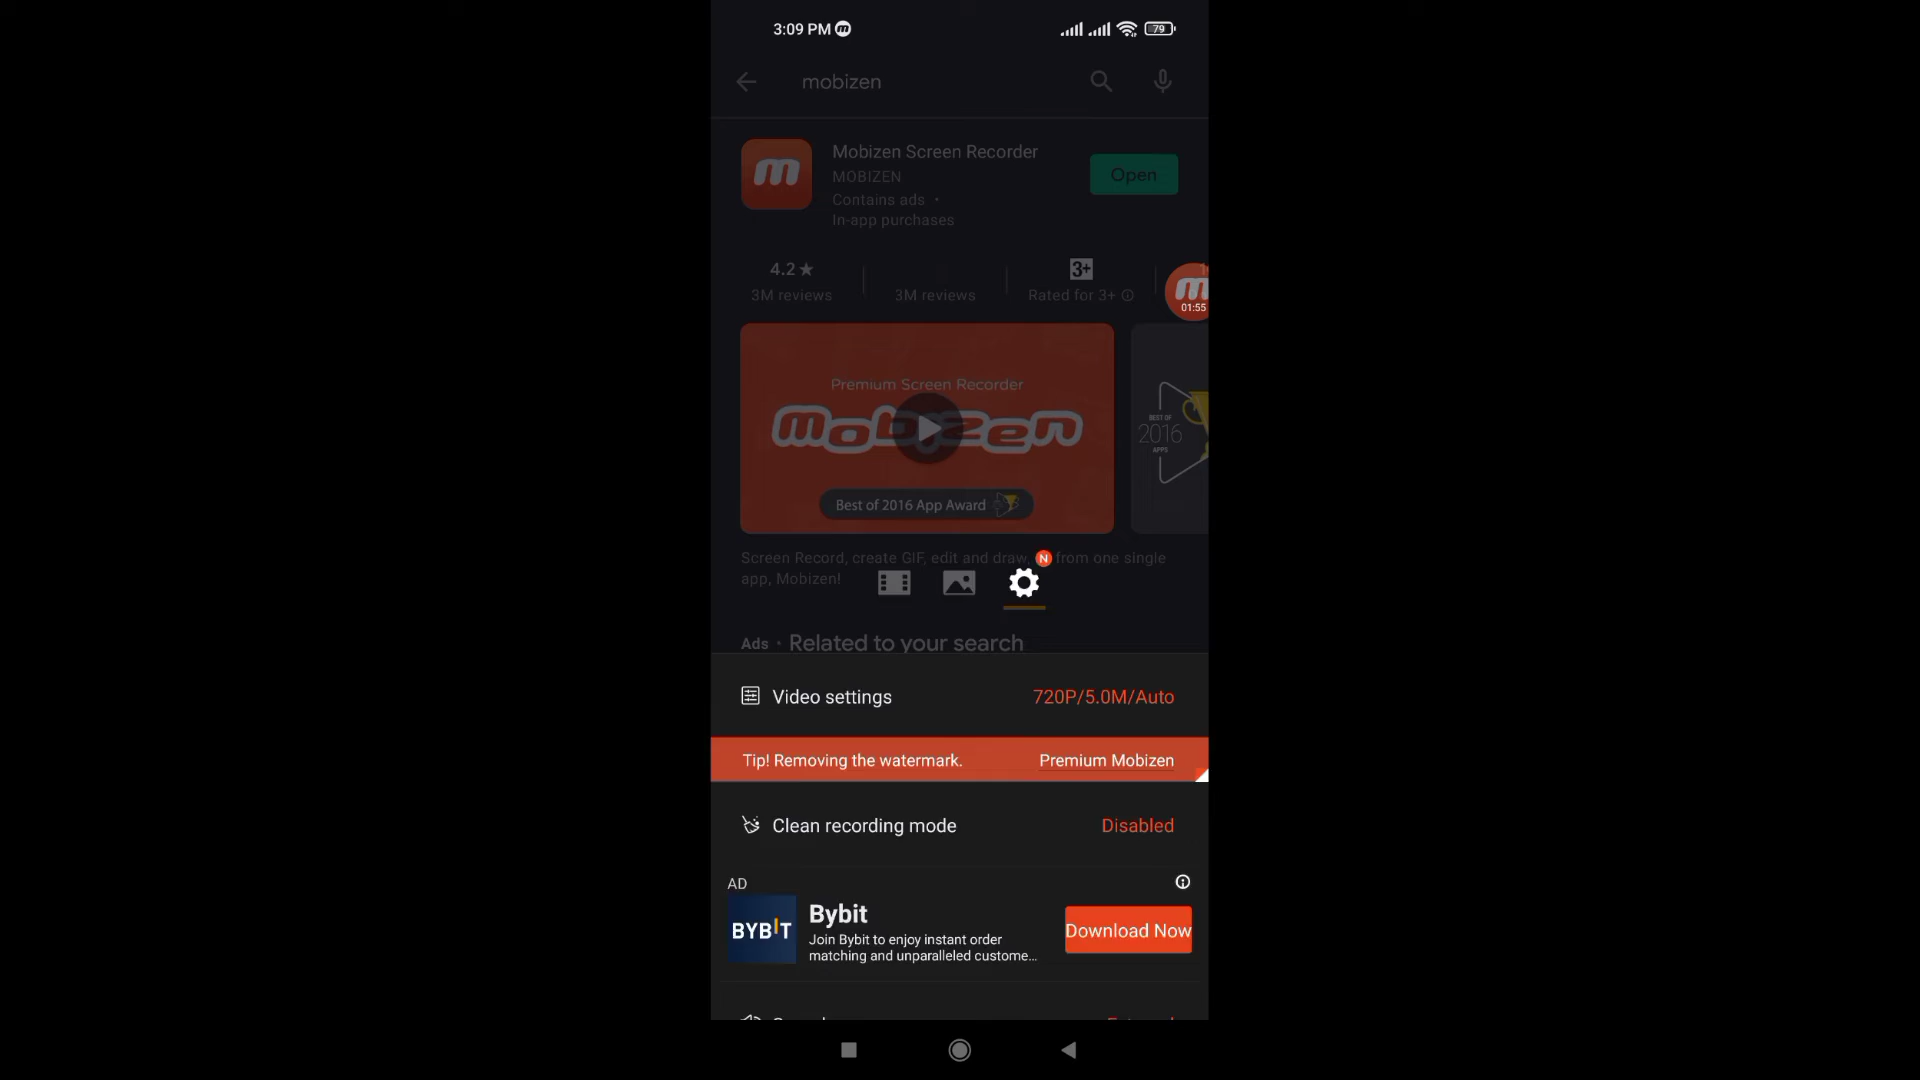 3:09 PM m 79
mobizen
m
Mobizen Screen Recorder
MOBIZEN
Contains ads •
In-app purchases
Open
4.2 ★
3M reviews
3M reviews
3+
Rated for 3+
m
01:55
Premium Screen Recorder
mobizen
Best of 2016 App Award
BEST OF
2016
APPS
Screen Record, create GIF, edit and draw, from one single
app, Mobizen!
N
Ads • Related to your search
Video settings 720P/5.0M/Auto
Tip! Removing the watermark. Premium Mobizen
Clean recording mode Disabled
AD
BYBIT
Bybit
Join Bybit to enjoy instant order
matching and unparalleled custome...
Download Now